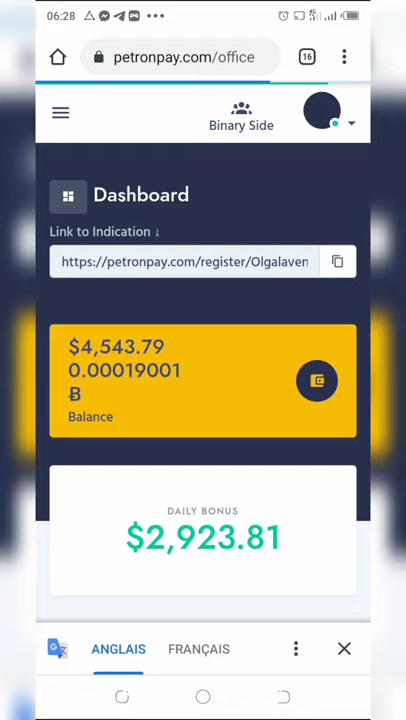 06:28
petronpay.com/office
16
Binary Side
Dashboard
Link to Indication ↓
https://petronpay.com/register/Olgalaven
$4,543.79
0.00019001
Ƀ
Balance
DAILY BONUS
$2,923.81
ANGLAIS FRANÇAIS